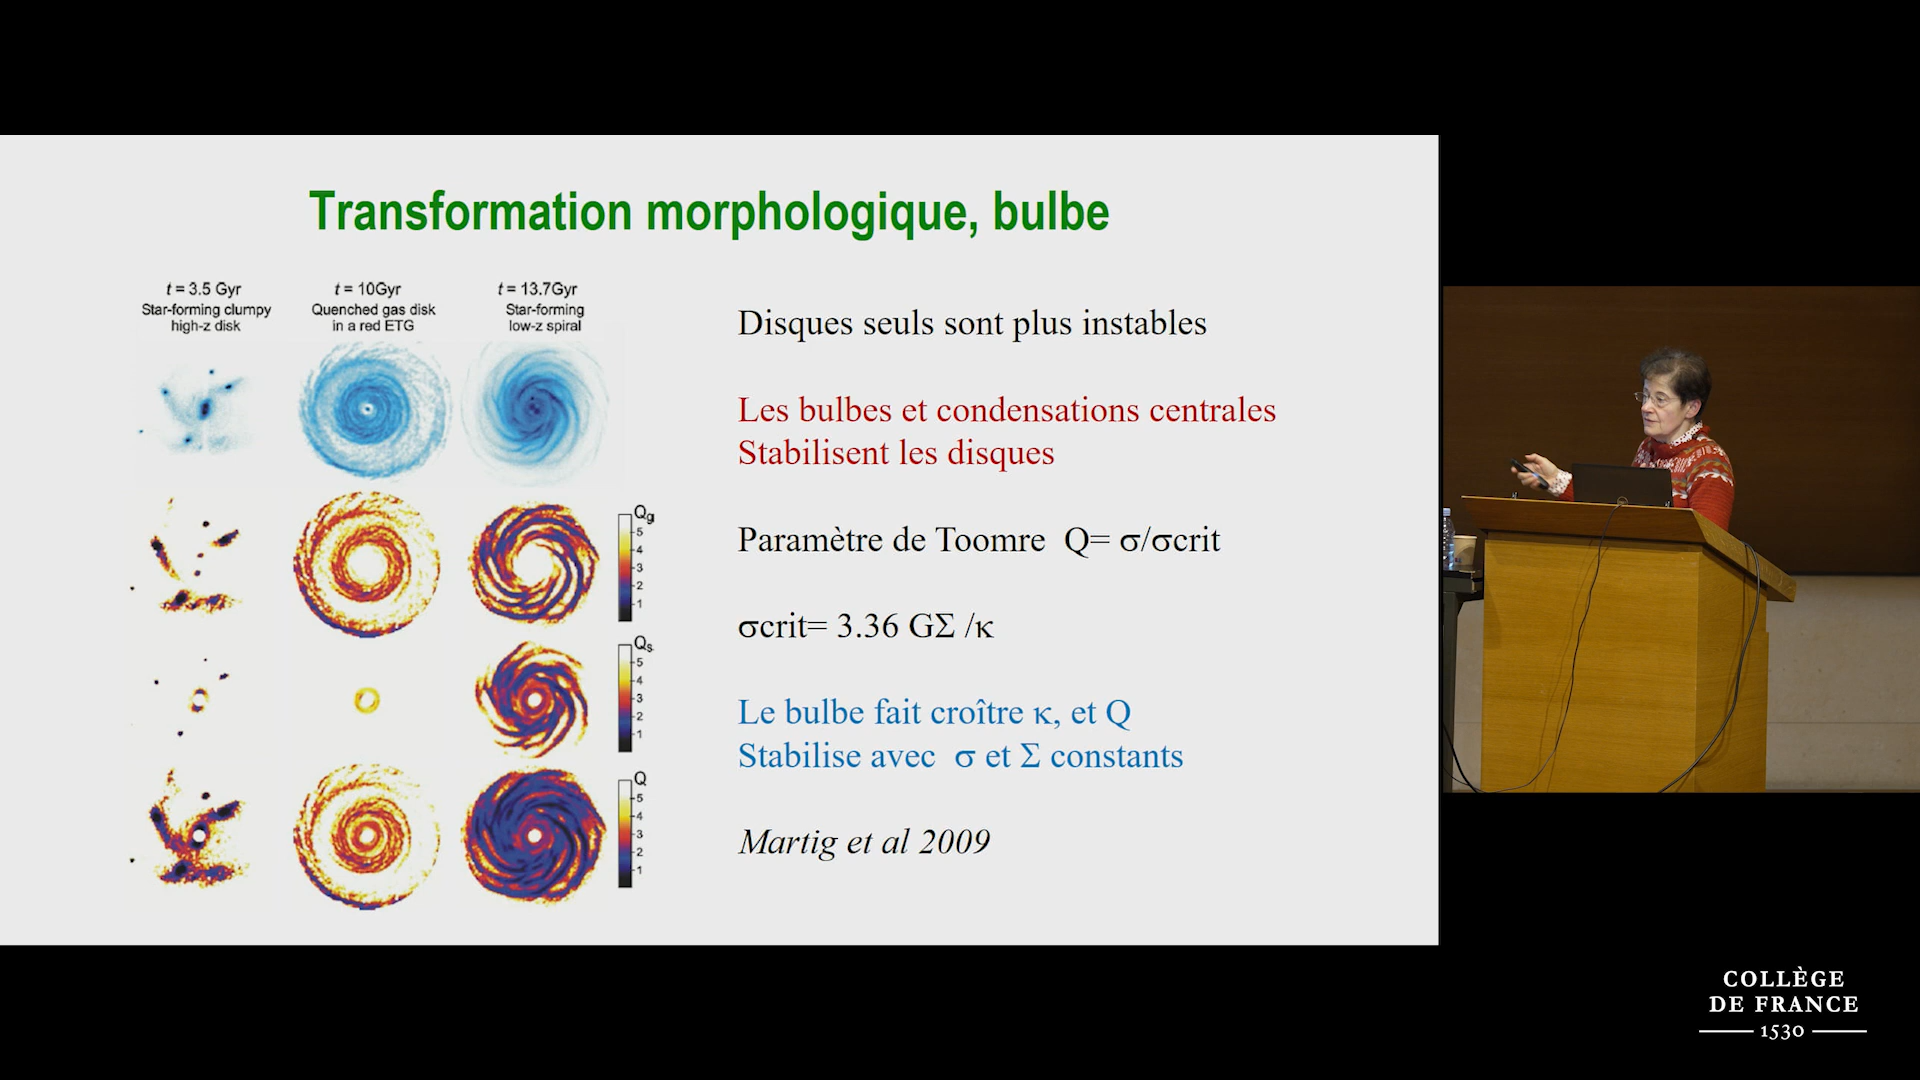 Transformation morphologique, bulbe
t = 3.5 Gyr
Star-forming clumpy
high-z disk
t = 10Gyr
Quenched gas disk
in a red ETG
t = 13.7Gyr
Star-forming
low-z spiral
Qg
5
4
3
2
1
Qs
5
4
3
2
1
Q
5
4
3
2
1
Disques seuls sont plus instables
Les bulbes et condensations centrales
Stabilisent les disques
Paramètre de Toomre Q= σ/σcrit
σcrit= 3.36 GΣ /κ
Le bulbe fait croître κ, et Q
Stabilise avec σ et Σ constants
Martig et al 2009
COLLÈGE
DE FRANCE
1530